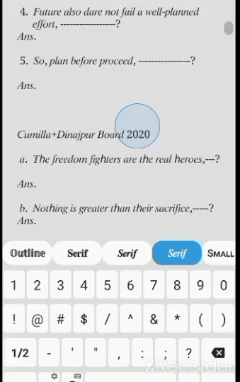 4. Future also dare not fail a well-planned
effort, ----------------?
Ans.
5. So, plan before proceed, ---------------?
Ans.
Cumilla+Dinajpur Board 2020
a. The freedom fighters are the real heroes,---?
Ans.
b. Nothing is greater than their sacrifice,-----?
Ans.
Outline Serif Serif Serif SMALL
1 2 3 4 5 6 7 8 9 0
! @ # $ / ^ & * ( )
1/2 - ' " , : ; ?